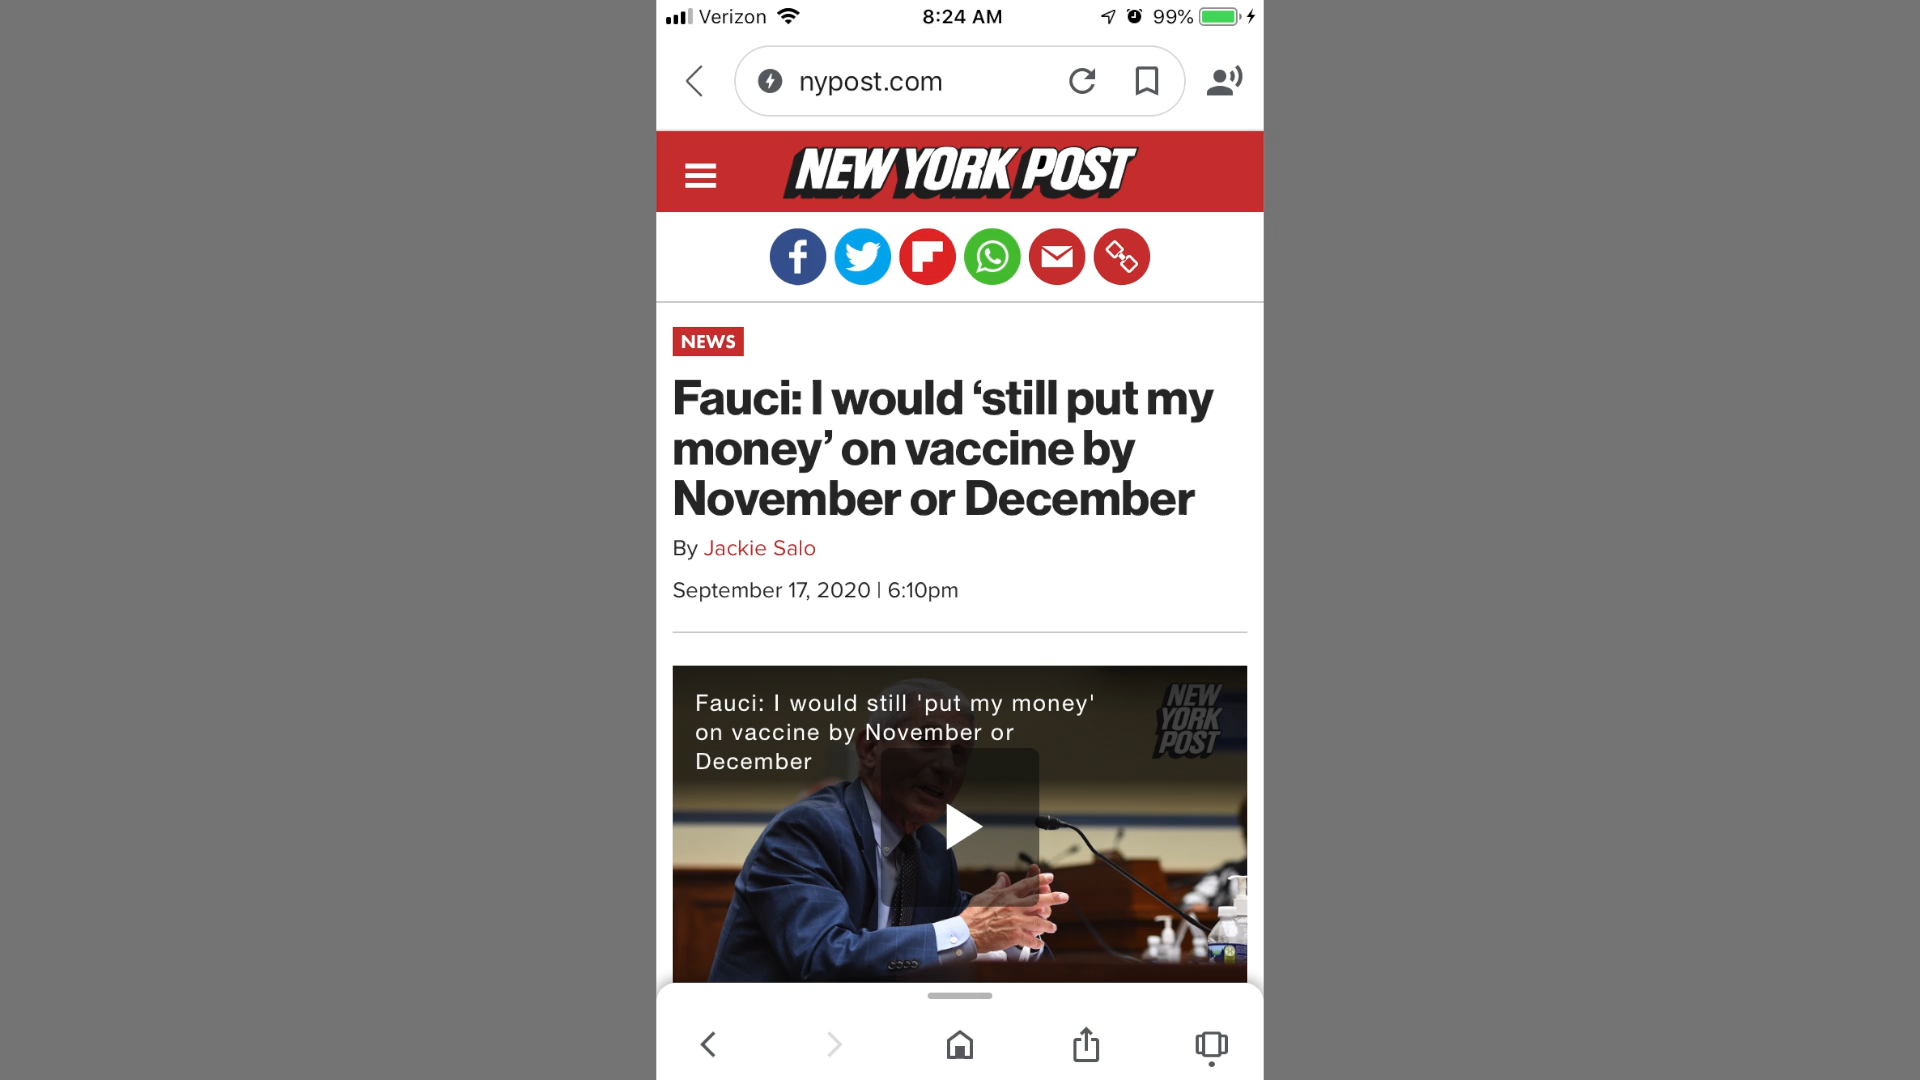 Verizon 8:24 AM 99%
nypost.com
NEW YORK POST
NEWS
Fauci: I would ‘still put my
money’ on vaccine by
November or December
By Jackie Salo
September 17, 2020 | 6:10pm
Fauci: I would still 'put my money'
on vaccine by November or
December
NEW
YORK
POST